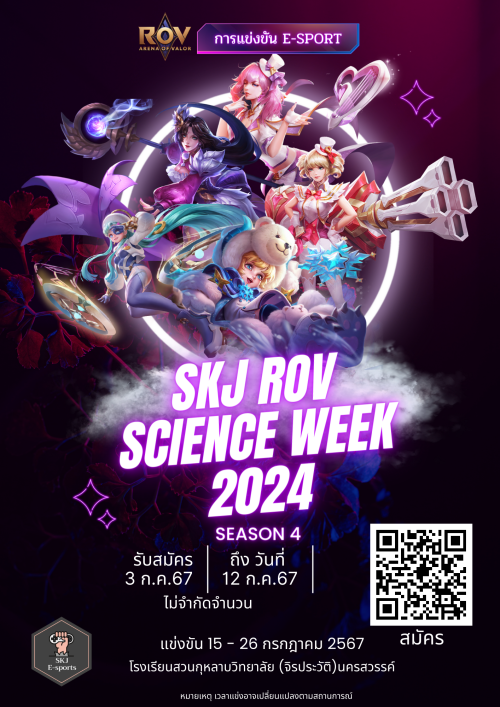 ROV
ARENA OF VALOR
การแข่งขัน E-SPORT
SKJ ROV
SCIENCE WEEK
2024
SEASON 4
รับสมัคร
3 ก.ค.67
ถึง วันที่
12 ก.ค.67
ไม่จำกัดจำนวน
สมัคร
SKJ
E-sports
แข่งขัน 15 - 26 กรกฎาคม 2567
โรงเรียนสวนกุหลาบวิทยาลัย (จิรประวัติ)นครสวรรค์
หมายเหตุ เวลาแข่งอาจเปลี่ยนแปลงตามสถานการณ์